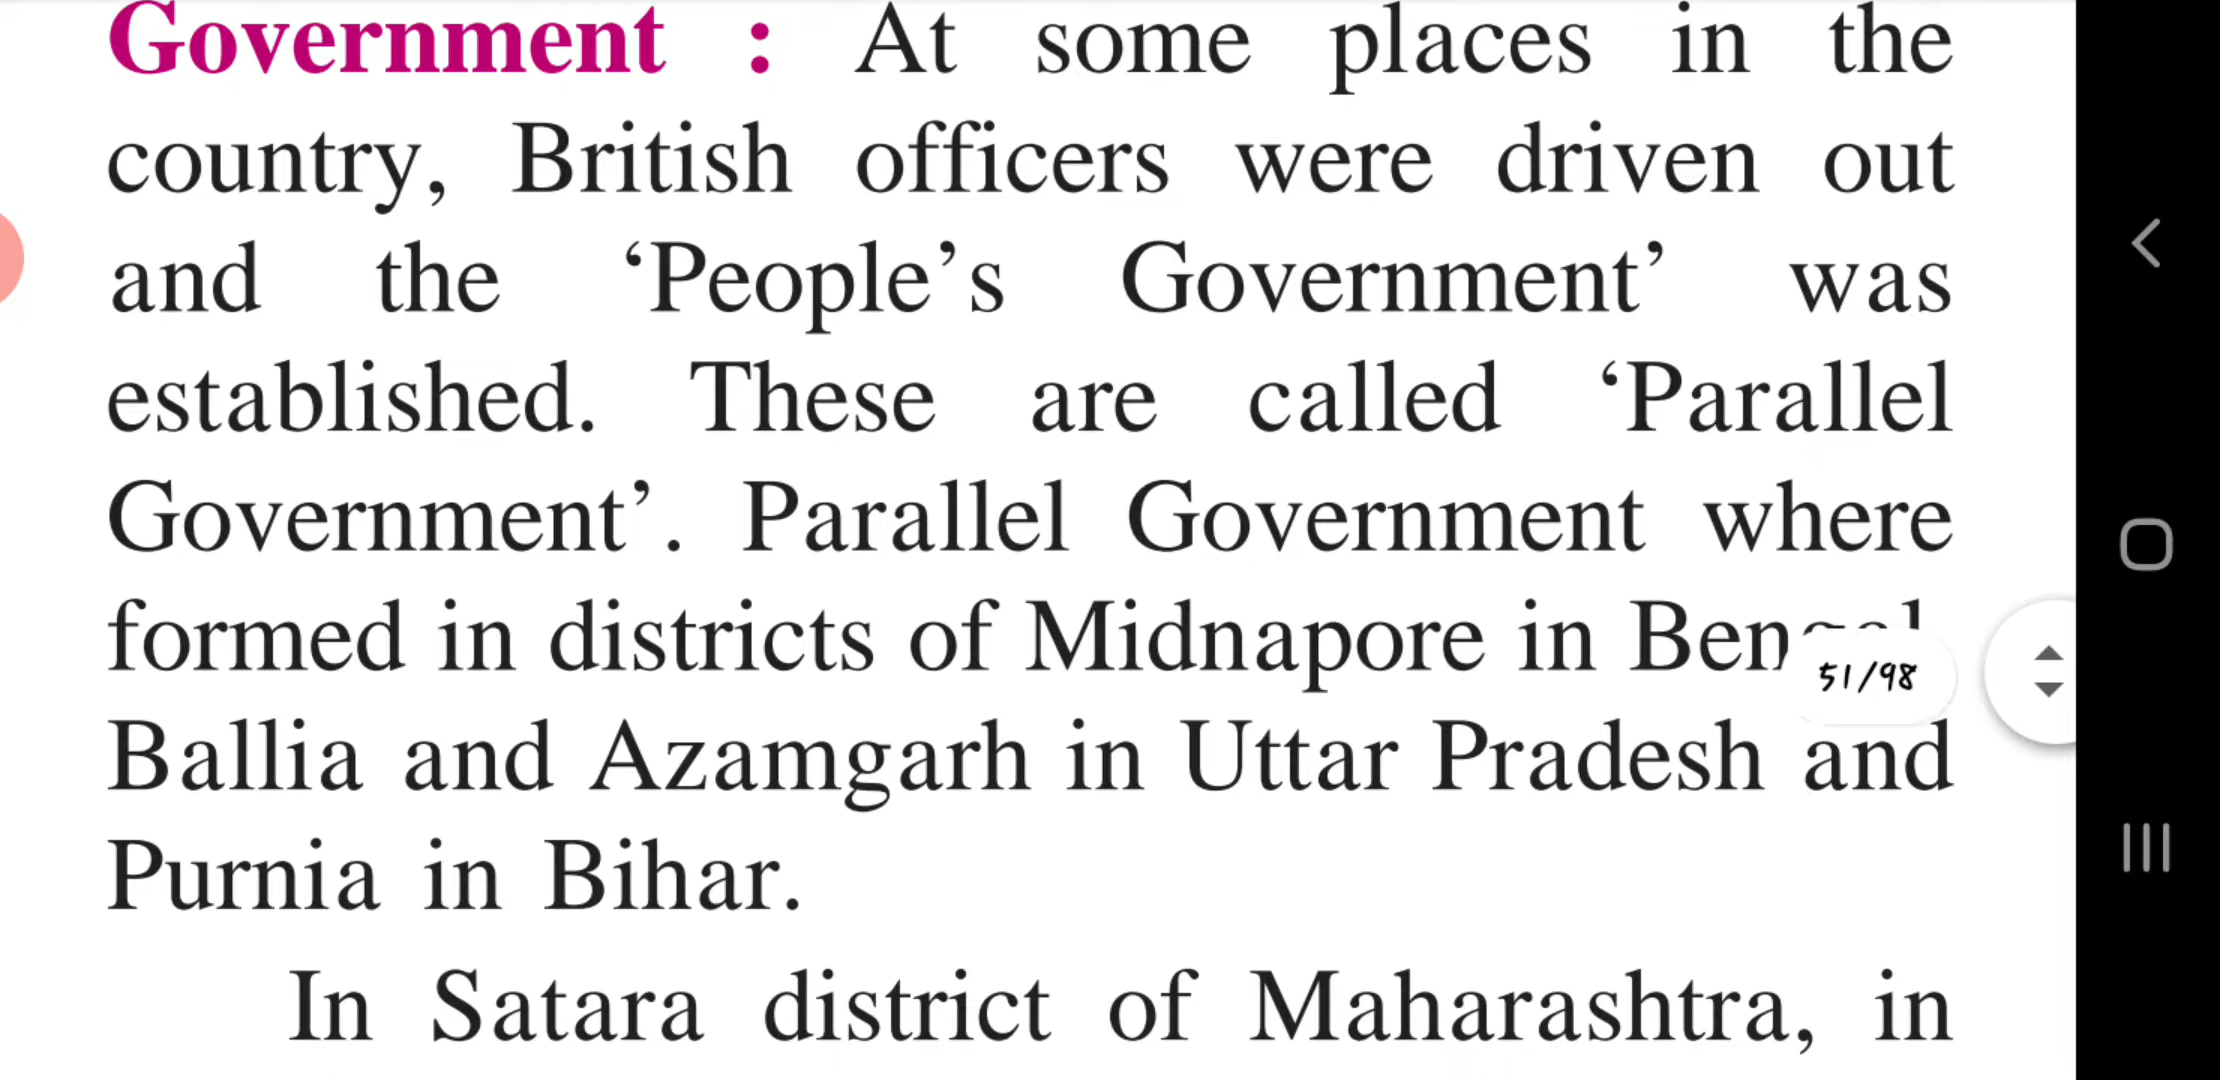 Government : At some places in the
country, British officers were driven out
and the ‘People’s Government’ was
established. These are called ‘Parallel
Government’. Parallel Government where
formed in districts of Midnapore in
51/98
Ballia and Azamgarh in Uttar Pradesh and
Purnia in Bihar.
In Satara district of Maharashtra, in